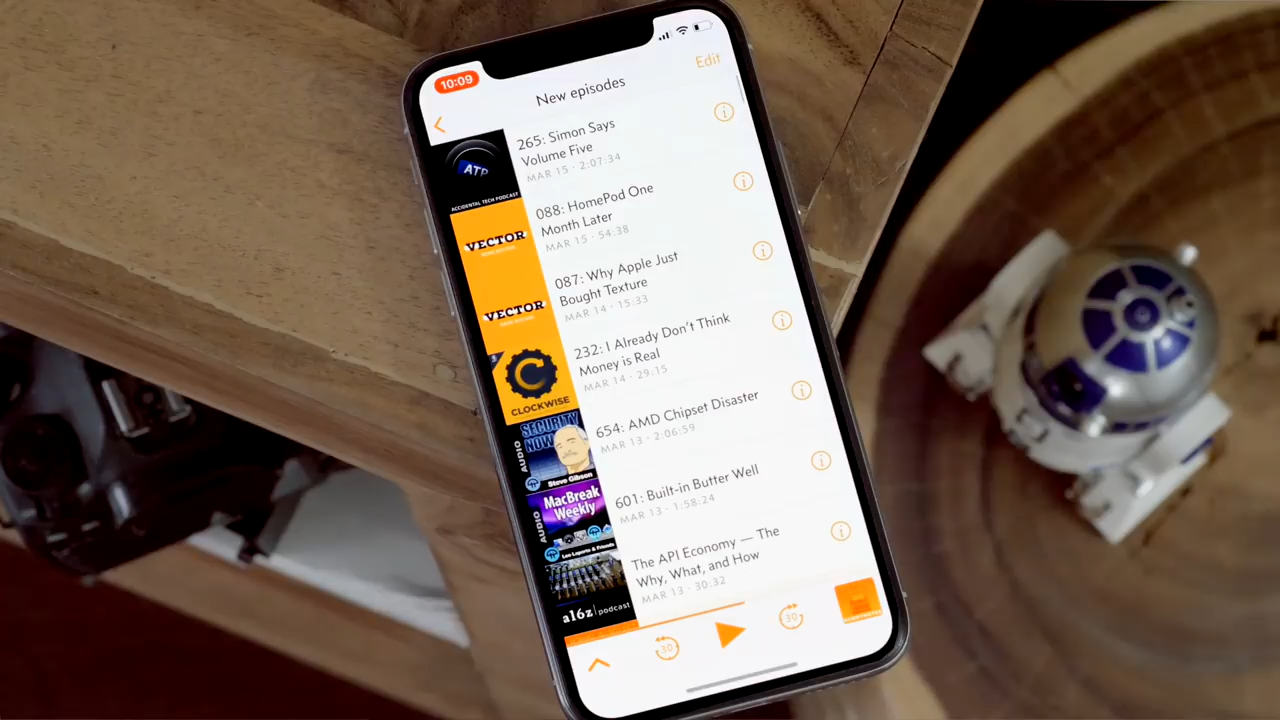 10:09
Edit
New episodes
265: Simon Says
Volume Five
MAR 15 · 2:07:34
ATP
ACCIDENTAL TECH PODCAST
088: HomePod One
Month Later
MAR 15 · 54:38
VECTOR
087: Why Apple Just
Bought Texture
MAR 14 · 15:33
VECTOR
232: I Already Don't Think
Money is Real
MAR 14 · 29:15
CLOCKWISE
654: AMD Chipset Disaster
MAR 13 · 2:06:59
AUDIO
SECURITY
NOW
Steve Gibson
601: Built-in Butter Well
MAR 13 · 1:58:24
AUDIO
MacBreak
Weekly
Leo Laporte & Friends
The API Economy — The
Why, What, and How
MAR 13 · 30:32
a16z podcast
30
30